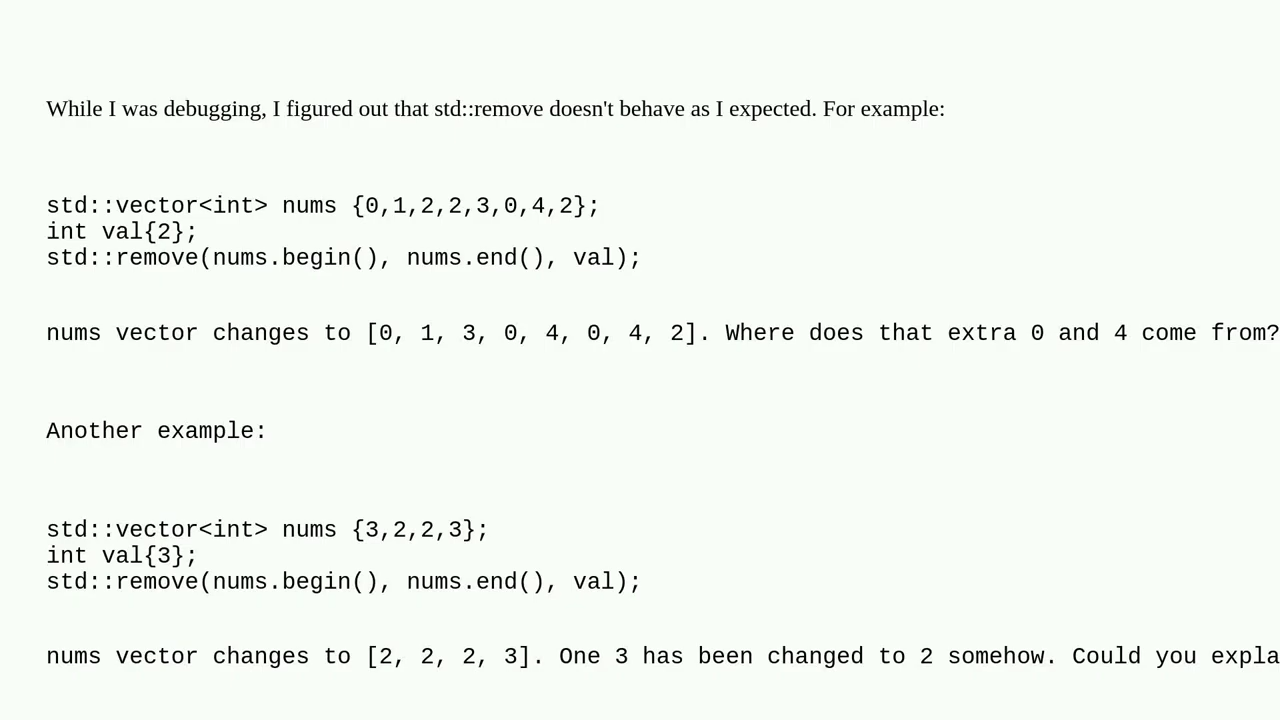 While I was debugging, I figured out that std::remove doesn't behave as I expected. For example:
std::vector<int> nums {0,1,2,2,3,0,4,2};
int val{2};
std::remove(nums.begin(), nums.end(), val);
nums vector changes to [0, 1, 3, 0, 4, 0, 4, 2]. Where does that extra 0 and 4 come from?
Another example:
std::vector<int> nums {3,2,2,3};
int val{3};
std::remove(nums.begin(), nums.end(), val);
nums vector changes to [2, 2, 2, 3]. One 3 has been changed to 2 somehow. Could you expla